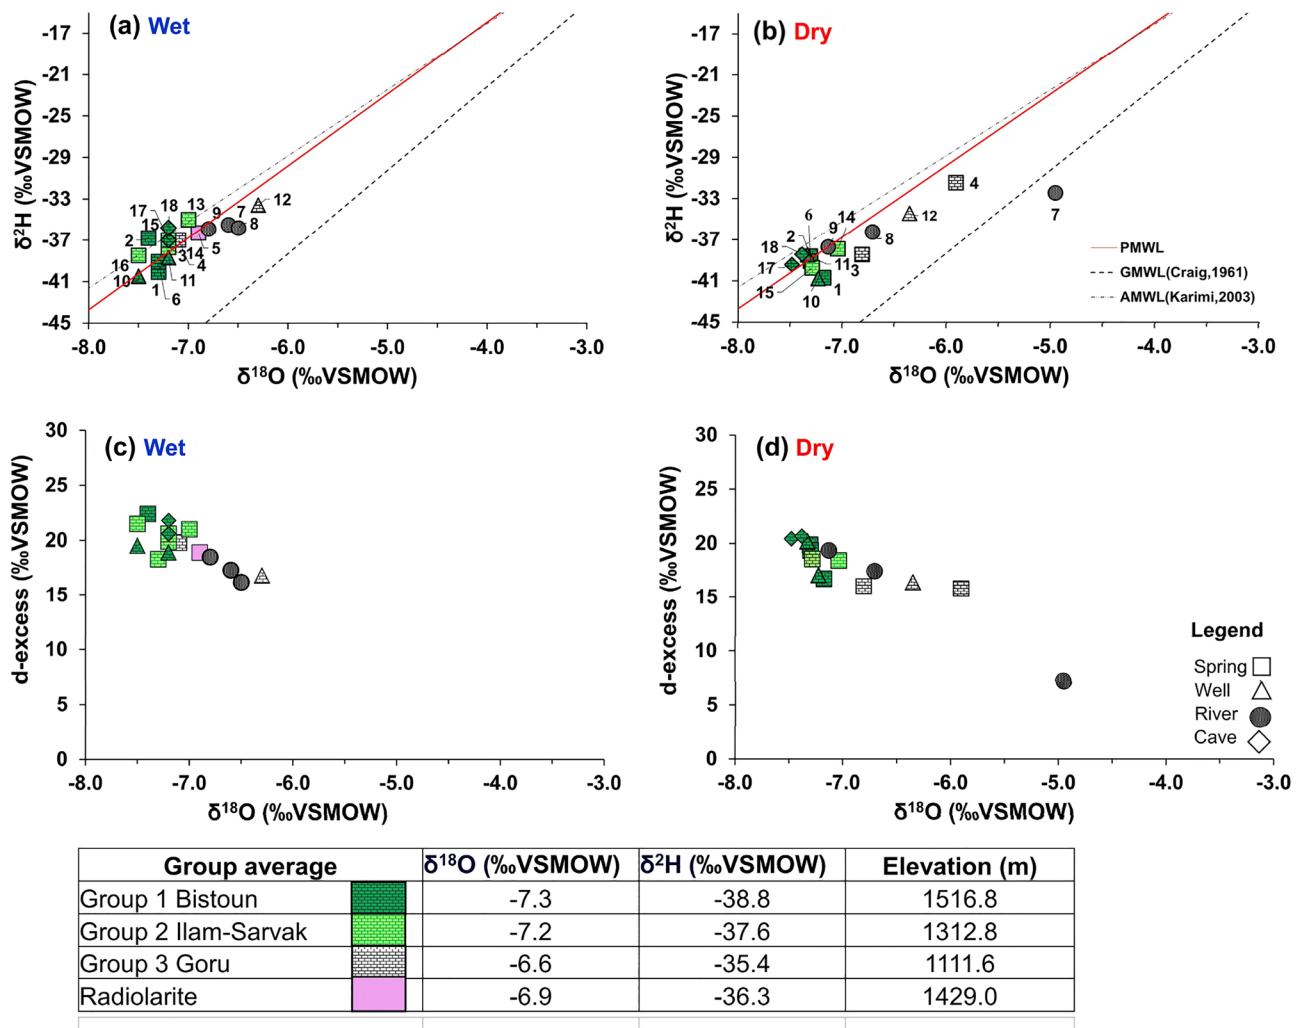 (a) Wet
-17
-21
-25
-29
-33
-37
-41
-45
δ²H (‰VSMOW)
17 18 13 9 7 12
15
2 8
3 5
14
16 4
10 11
1 6
-8.0 -7.0 -6.0 -5.0 -4.0 -3.0
δ¹⁸O (‰VSMOW)
(b) Dry
-17
-21
-25
-29
-33
-37
-41
-45
δ²H (‰VSMOW)
4
6 14 12 7
2 9 8
18
17 11 3
15 1
10
PMWL
GMWL(Craig,1961)
AMWL(Karimi,2003)
-8.0 -7.0 -6.0 -5.0 -4.0 -3.0
δ¹⁸O (‰VSMOW)
(c) Wet
30
25
20
15
10
5
0
d-excess (‰VSMOW)
-8.0 -7.0 -6.0 -5.0 -4.0 -3.0
δ¹⁸O (‰VSMOW)
(d) Dry
30
25
20
15
10
5
0
d-excess (‰VSMOW)
Legend
Spring
Well
River
Cave
-8.0 -7.0 -6.0 -5.0 -4.0 -3.0
δ¹⁸O (‰VSMOW)
Group average δ¹⁸O (‰VSMOW) δ²H (‰VSMOW) Elevation (m)
Group 1 Bistoun -7.3 -38.8 1516.8
Group 2 Ilam-Sarvak -7.2 -37.6 1312.8
Group 3 Goru -6.6 -35.4 1111.6
Radiolarite -6.9 -36.3 1429.0